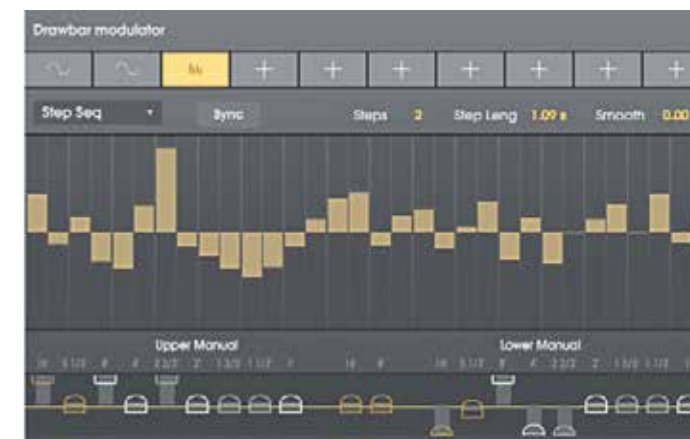 Drawbar modulator
Step Seq Sync Steps 2 Step Leng 1.09 s Smooth 0.00
Upper Manual Lower Manual
16 5 1/3 8 4 2 2/3 2' 1 3/5 1 1/3 1' 16 8 16 5 1/3 8' 4' 2 2/3 2' 1 3/5 1 1/3